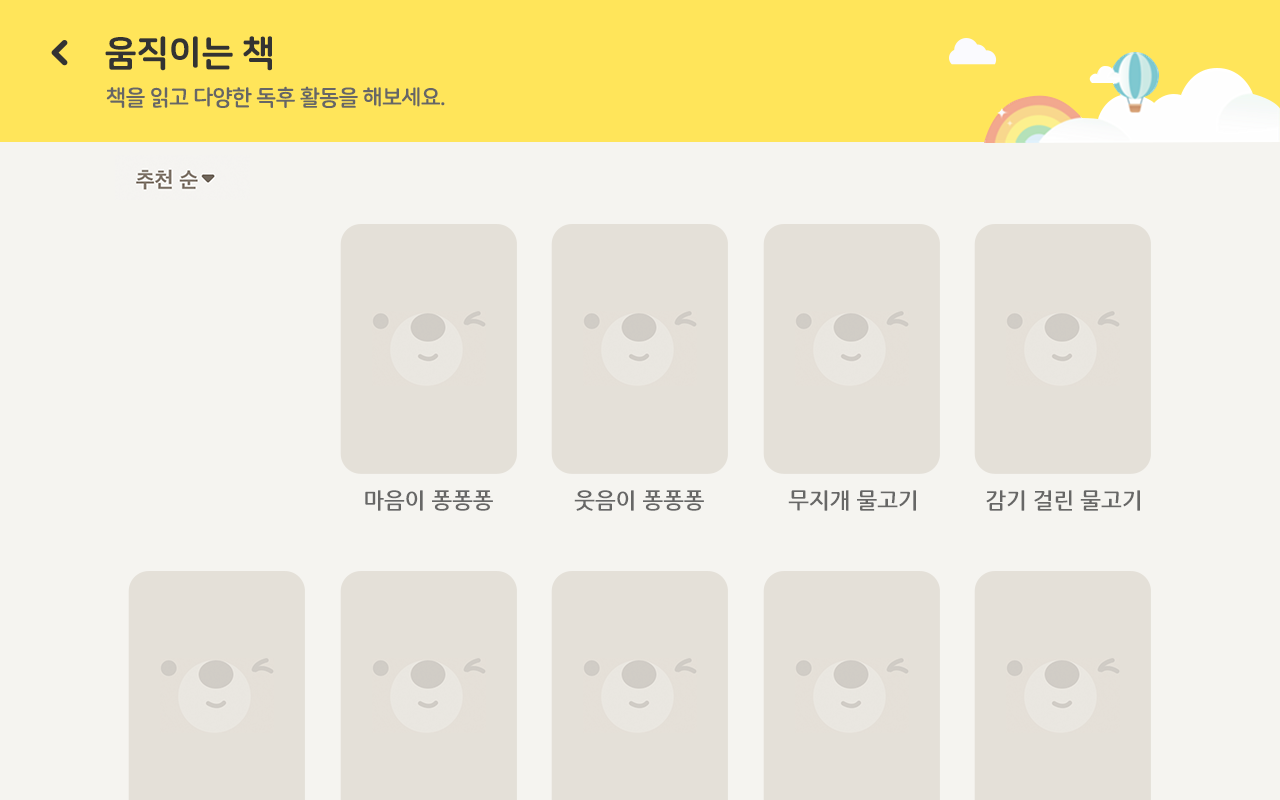 움직이는 책
책을 읽고 다양한 독후 활동을 해보세요.
추천 순
마음이 퐁퐁퐁
웃음이 퐁퐁퐁
무지개 물고기
감기 걸린 물고기